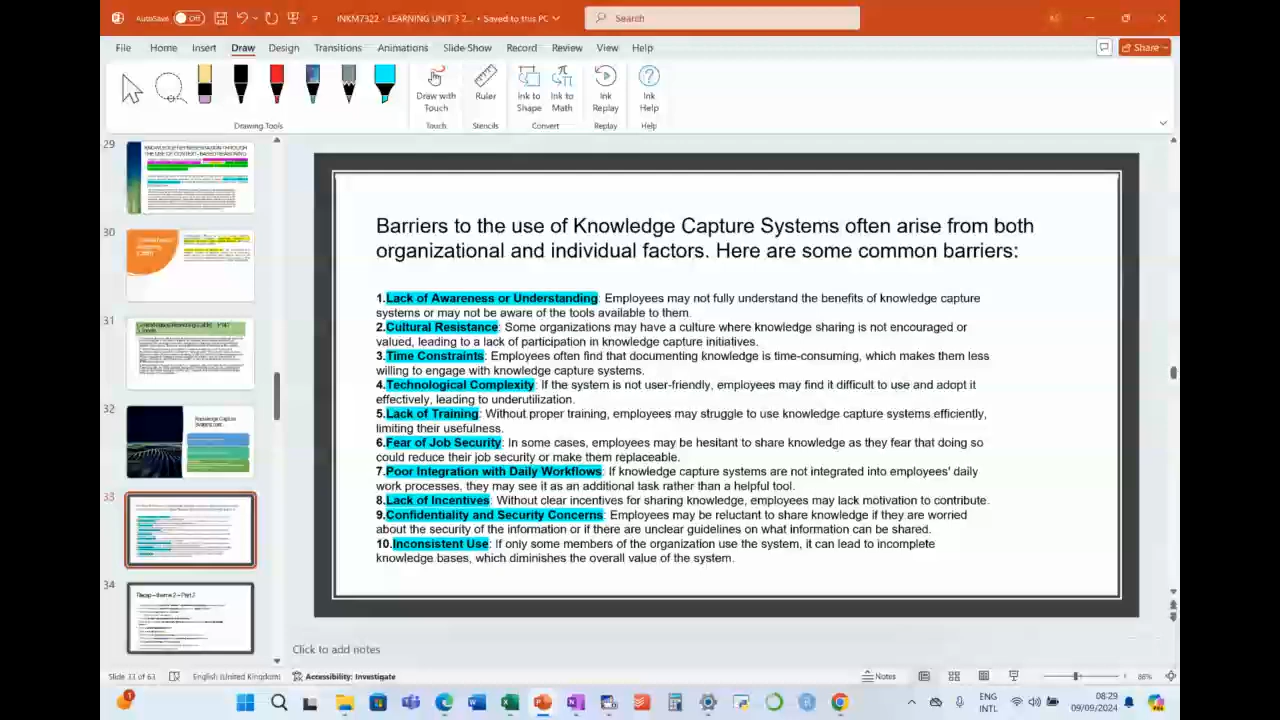 AutoSave Off INKM7322 - LEARNING UNIT 3 2... • Saved to this PC Search
File Home Insert Draw Design Transitions Animations Slide Show Record Review View Help Share
Draw with Touch Ruler Ink to Shape Ink to Math Ink Replay Ink Help
Drawing Tools Touch Stencils Convert Replay Help
29
30
31
32
Knowledge Capture
33
34
Barriers to the use of Knowledge Capture Systems often arise from both
organizational and individual factors. Here are some common barriers:
1.Lack of Awareness or Understanding: Employees may not fully understand the benefits of knowledge capture
systems or may not be aware of the tools available to them.
2.Cultural Resistance: Some organizations may have a culture where knowledge sharing is not encouraged or
valued, leading to a lack of participation in knowledge capture initiatives.
3.Time Constraints: Employees often find that documenting knowledge is time-consuming, which makes them less
willing to engage with knowledge capture systems.
4.Technological Complexity: If the system is not user-friendly, employees may find it difficult to use and adopt it
effectively, leading to underutilization.
5.Lack of Training: Without proper training, employees may struggle to use knowledge capture systems efficiently,
limiting their usefulness.
6.Fear of Job Security: In some cases, employees may be hesitant to share knowledge as they fear that doing so
could reduce their job security or make them replaceable.
7.Poor Integration with Daily Workflows: If knowledge capture systems are not integrated into employees' daily
work processes, they may see it as an additional task rather than a helpful tool.
8.Lack of Incentives: Without clear incentives for sharing knowledge, employees may lack motivation to contribute.
9.Confidentiality and Security Concerns: Employees may be reluctant to share knowledge if they are worried
about the security of the information or if there are unclear guidelines on what information can be shared.
10.Inconsistent Use: If only some members of the organization use the system, it can lead to incomplete
knowledge bases, which diminishes the overall value of the system.
Click to add notes
Slide 33 of 63 English (United Kingdom) Accessibility: Investigate Notes 86%
ENG
INTL
08:29
09/09/2024